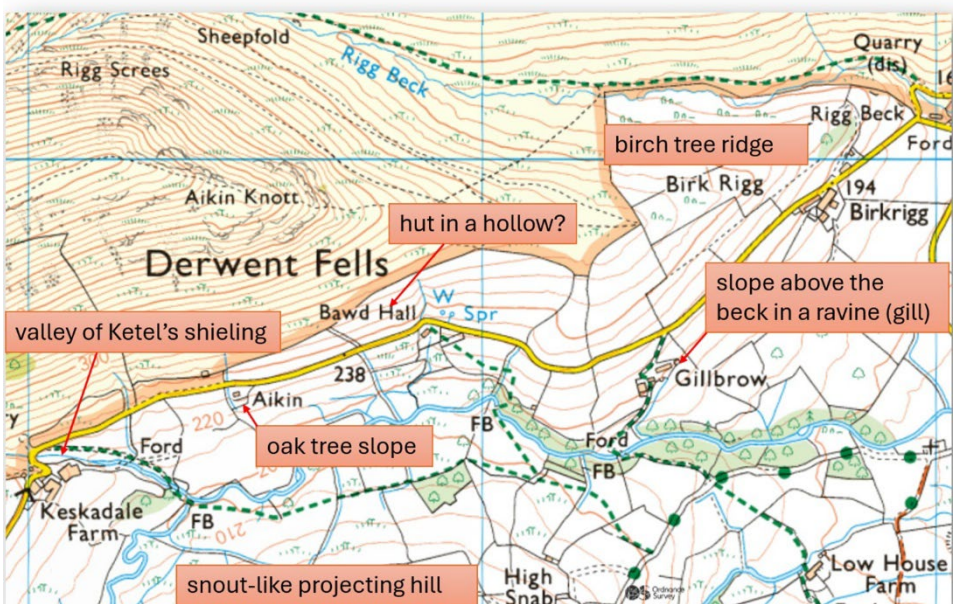 Sheepfold
Quarry
(dis)
Rigg Screes
Rigg Beck
16
Rigg Beck
Ford
birch tree ridge
Birk Rigg
194
Birkrigg
Aikin Knott
hut in a hollow?
Derwent Fells
slope above the
beck in a ravine (gill)
W
Spr
Bawd Hall
valley of Ketel's shieling
238
Gillbrow
Aikin
220
FB
oak tree slope
Ford
Ford
FB
Keskadale
Farm
FB
210
snout-like projecting hill
High
Snab
Low House
Farm
Ordnance
Survey